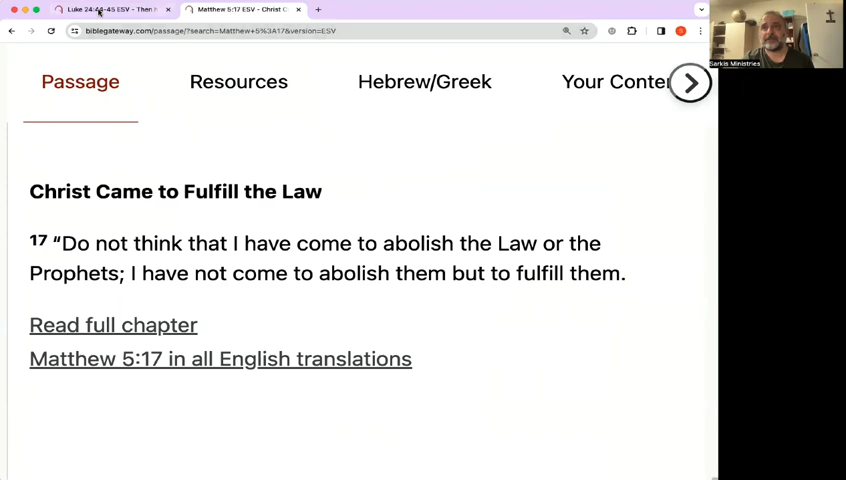 Luke 24:44-45 ESV - Then h
Matthew 5:17 ESV - Christ C
biblegateway.com/passage/?search=Matthew+5%3A17&version=ESV
Sarkis Ministries
Passage Resources Hebrew/Greek Your Conten
Christ Came to Fulfill the Law
17 “Do not think that I have come to abolish the Law or the
Prophets; I have not come to abolish them but to fulfill them.
Read full chapter
Matthew 5:17 in all English translations